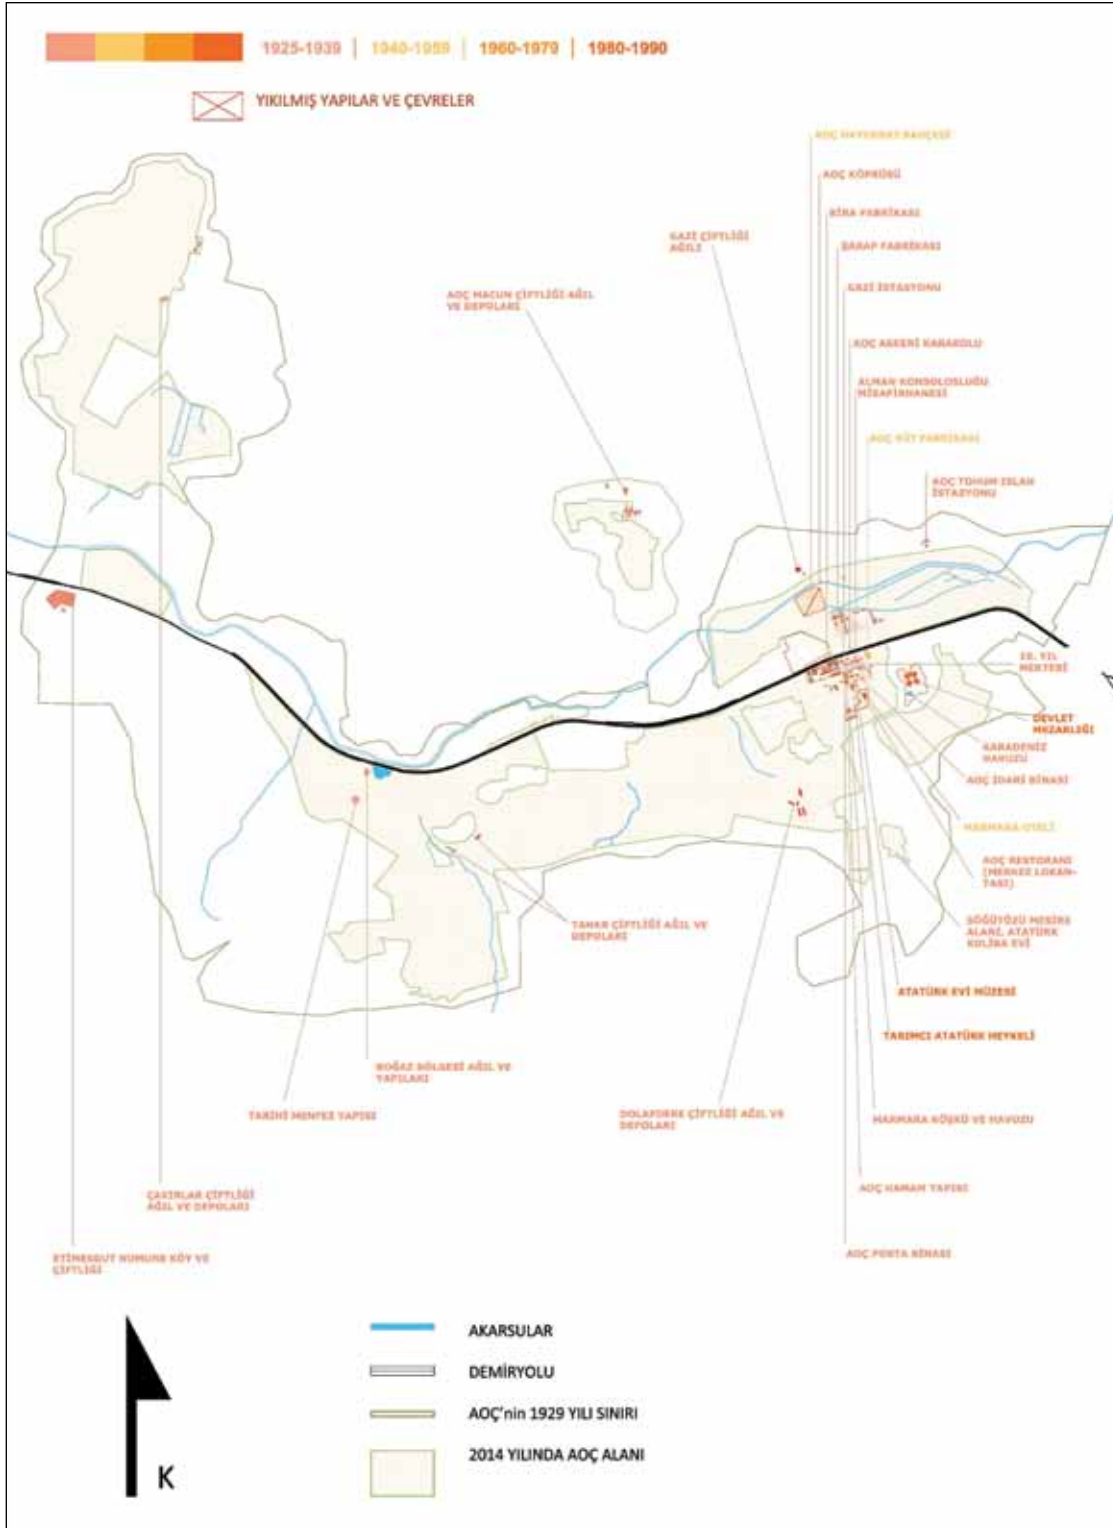 1925-1939 | 1940-1959 | 1960-1979 | 1980-1990
YIKILMIŞ YAPILAR VE ÇEVRELER
AOÇ HAYVANAT BAHÇESİ
AOÇ KÖPRÜSÜ
BİRA FABRİKASI
GAZİ ÇİFTLİĞİ
AĞILI
ŞARAP FABRİKASI
GAZİ İSTASYONU
AOÇ MACUN ÇİFTLİĞİ AĞIL
VE DEPOLARI
AOÇ ASKERİ KARAKOLU
ALMAN KONSOLOSLUĞU
MİSAFİRHANESİ
AOÇ SÜT FABRİKASI
AOÇ TOHUM ISLAH
İSTASYONU
10. YIL
MEKTEBİ
DEVLET
MEZARLIĞI
KARADENİZ
HAVUZU
AOÇ İDARİ BİNASI
MARMARA OTELİ
AOÇ RESTORANI
(MERKEZ LOKAN-
TASI)
SÖĞÜTÖZÜ MESİRE
ALANI, ATATÜRK
KULÜBE EVİ
TAHAR ÇİFTLİĞİ AĞIL VE
DEPOLARI
ATATÜRK EVİ MÜZESİ
TARIMCI ATATÜRK HEYKELİ
BOĞAZ BÖLGESİ AĞIL VE
YAPILARI
TARİHİ MENFEZ YAPISI
DOLAPDERE ÇİFTLİĞİ AĞIL VE
DEPOLARI
MARMARA KÖŞKÜ VE HAVUZU
ÇAKIRLAR ÇİFTLİĞİ
AĞIL VE DEPOLARI
AOÇ HAMAM YAPISI
ETİMESGUT NUMUNE KÖY VE
ÇİFTLİĞİ
AOÇ POSTA BİNASI
AKARSULAR
DEMİRYOLU
AOÇ'nin 1929 YILI SINIRI
2014 YILINDA AOÇ ALANI
K